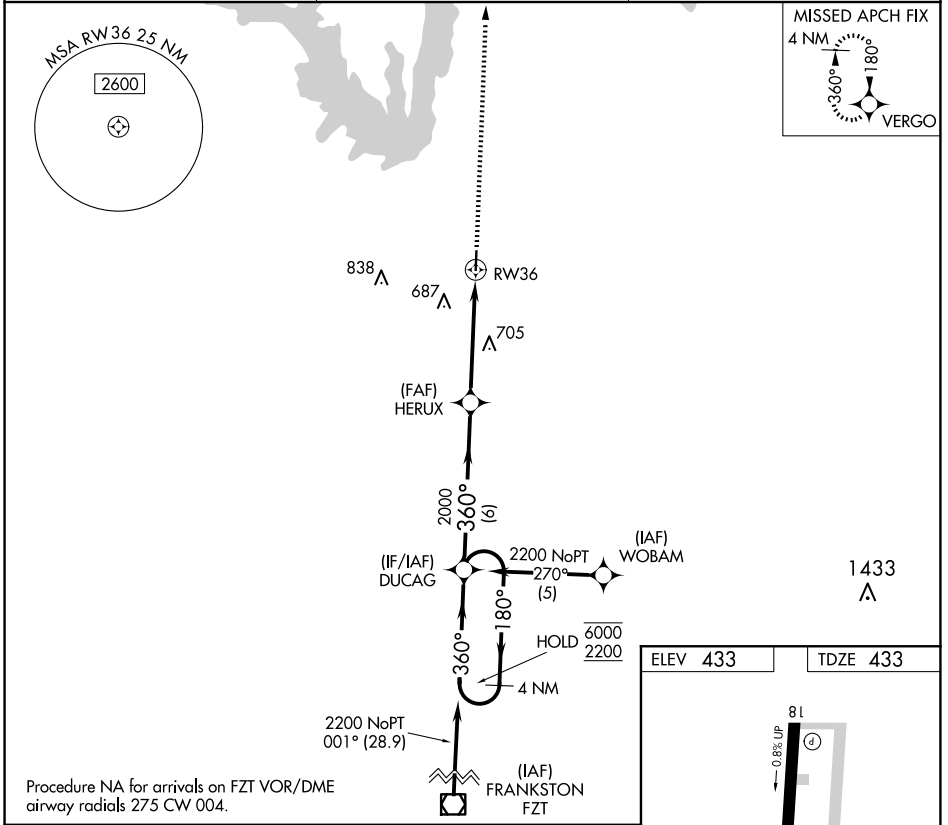 MSA RW36 25 NM
2600
MISSED APCH FIX
4 NM
360°
180°
VERGO
838
687
RW36
705
(FAF)
HERUX
2000
360°
(6)
(IF/IAF)
DUCAG
2200 NoPT
270°
(5)
(IAF)
WOBAM
1433
360°
180°
HOLD
6000
2200
4 NM
2200 NoPT
001° (28.9)
(IAF)
FRANKSTON
FZT
Procedure NA for arrivals on FZT VOR/DME
airway radials 275 CW 004.
ELEV 433
TDZE 433
18
0.8% UP
P